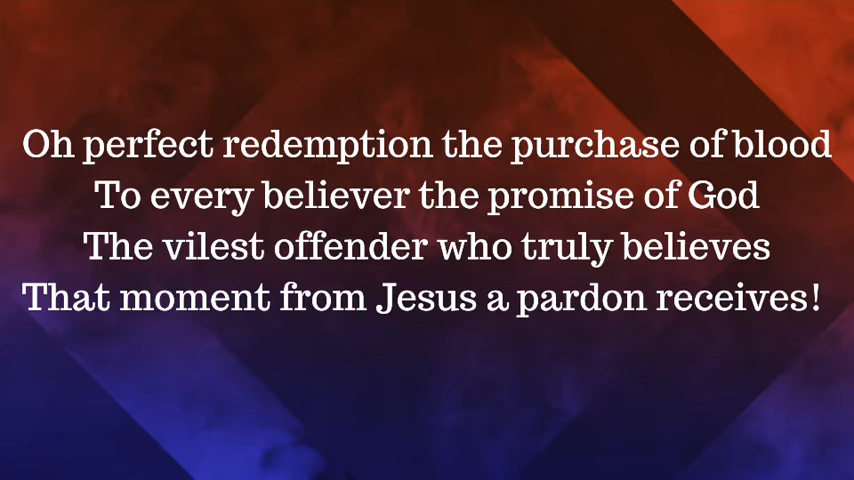 Oh perfect redemption the purchase of blood
To every believer the promise of God
The vilest offender who truly believes
That moment from Jesus a pardon receives!